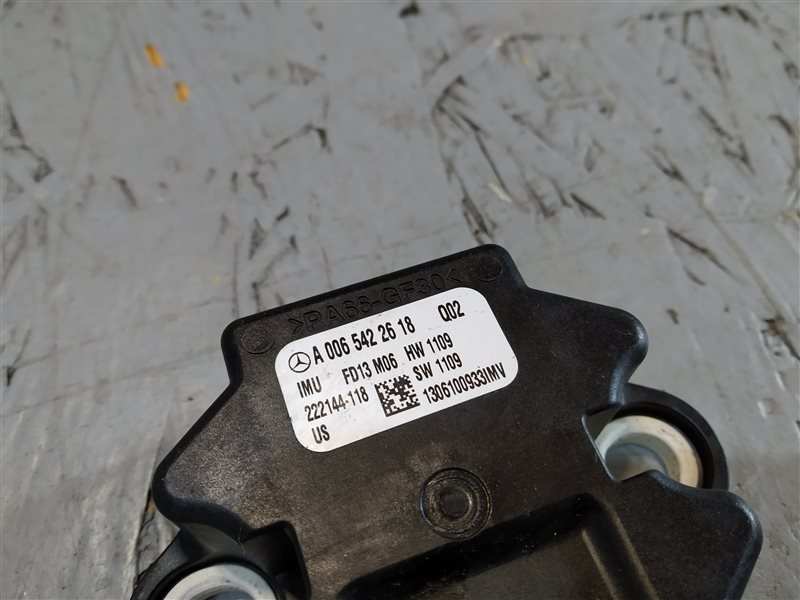 >PA66-GF30<
A 006 542 26 18 Q02
IMU FD13 M06 HW 1109
222144-118 SW 1109
US 1306100933IMV